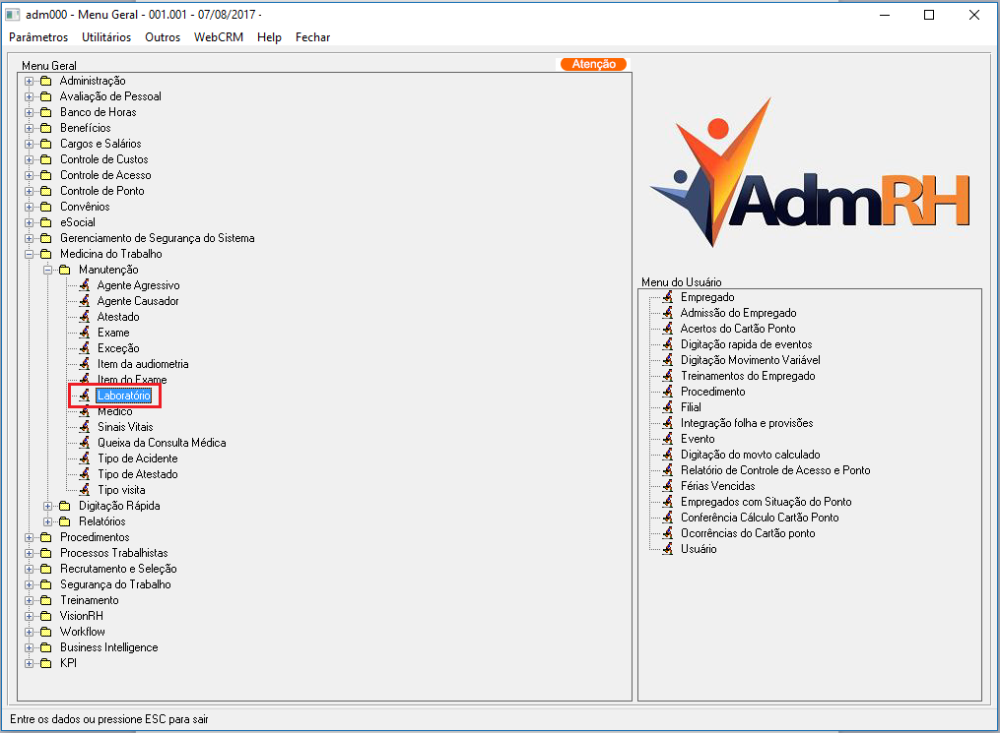 adm000 - Menu Geral - 001.001 - 07/08/2017 -
Parâmetros Utilitários Outros WebCRM Help Fechar
Menu Geral
Atenção
Administração
Avaliação de Pessoal
Banco de Horas
Benefícios
Cargos e Salários
Controle de Custos
Controle de Acesso
Controle de Ponto
Convênios
eSocial
Gerenciamento de Segurança do Sistema
Medicina do Trabalho
Manutenção
Agente Agressivo
Agente Causador
Atestado
Exame
Exceção
Item da audiometria
Item do Exame
Laboratório
Médico
Sinais Vitais
Queixa da Consulta Médica
Tipo de Acidente
Tipo de Atestado
Tipo visita
Digitação Rápida
Relatórios
Procedimentos
Processos Trabalhistas
Recrutamento e Seleção
Segurança do Trabalho
Treinamento
VisionRH
Workflow
Business Intelligence
KPI
AdmRH
Menu do Usuário
Empregado
Admissão do Empregado
Acertos do Cartão Ponto
Digitação rapida de eventos
Digitação Movimento Variável
Treinamentos do Empregado
Procedimento
Filial
Integração folha e provisões
Evento
Digitação do movto calculado
Relatório de Controle de Acesso e Ponto
Férias Vencidas
Empregados com Situação do Ponto
Conferência Cálculo Cartão Ponto
Ocorrências do Cartão ponto
Usuário
Entre os dados ou pressione ESC para sair